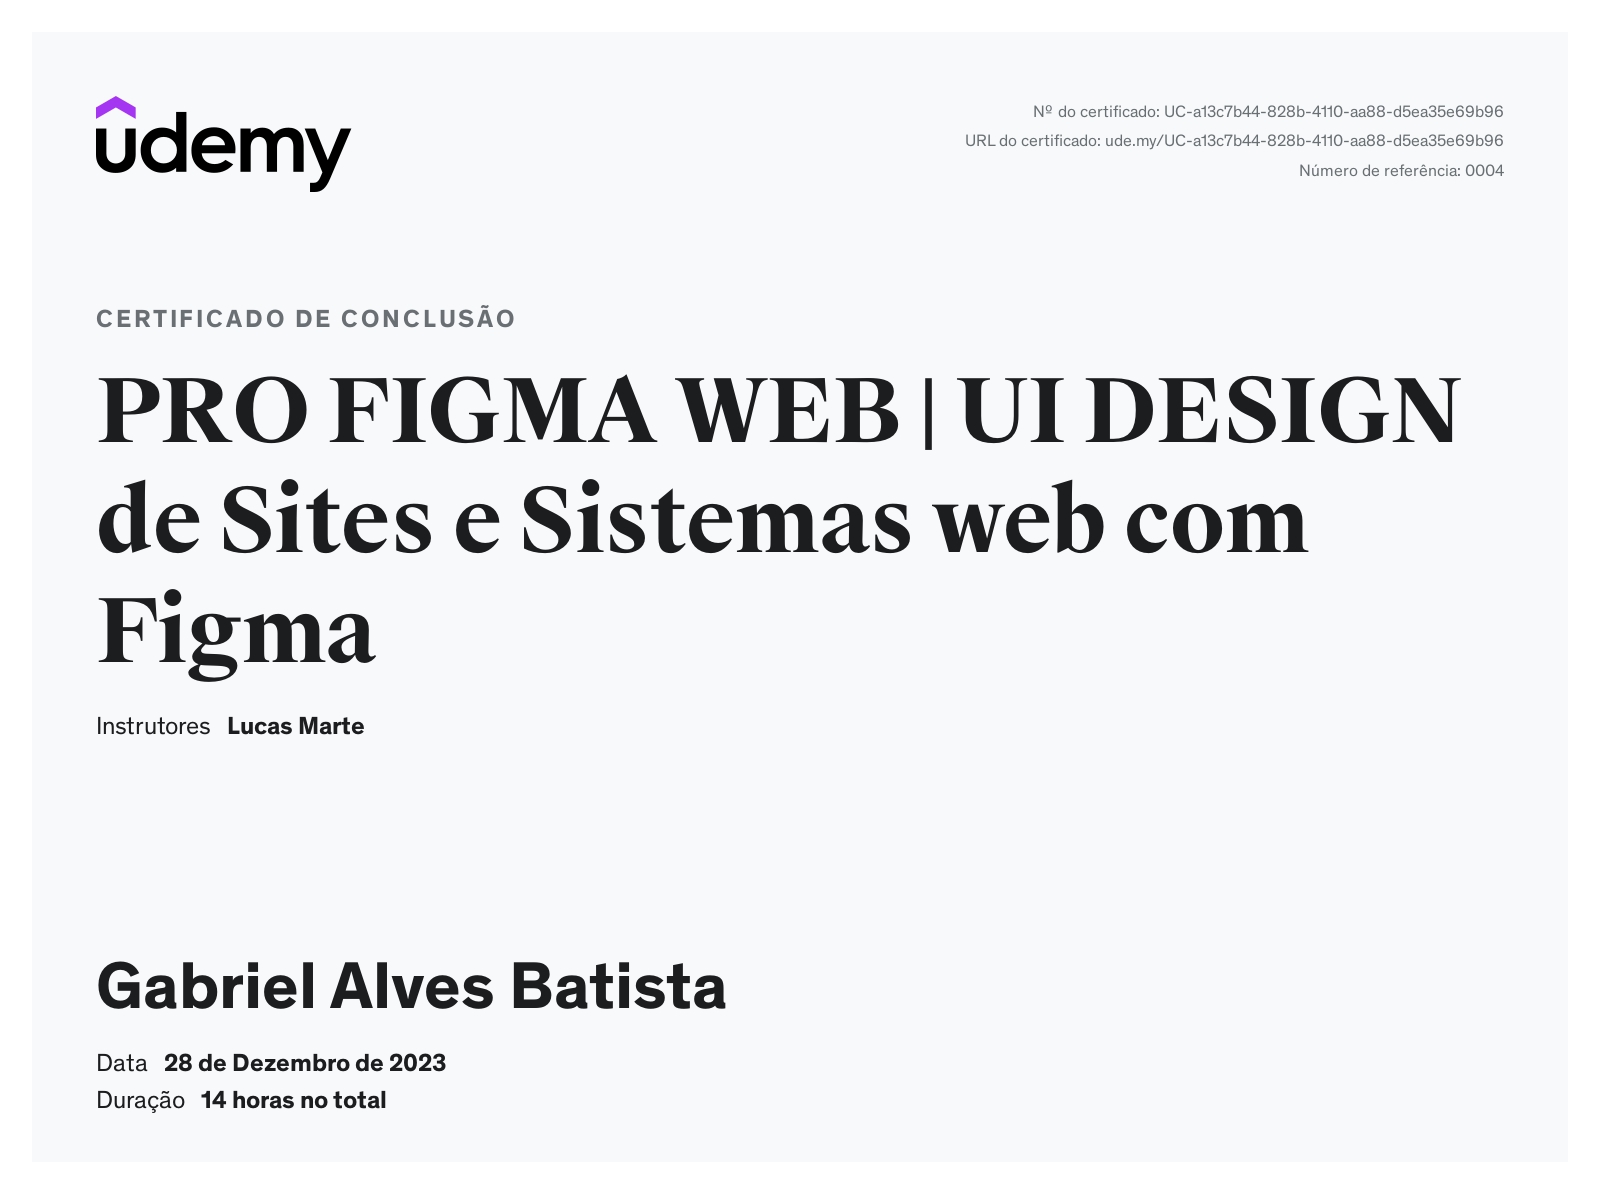 udemy
Nº do certificado: UC-a13c7b44-828b-4110-aa88-d5ea35e69b96
URL do certificado: ude.my/UC-a13c7b44-828b-4110-aa88-d5ea35e69b96
Número de referência: 0004
CERTIFICADO DE CONCLUSÃO
PRO FIGMA WEB | UI DESIGN
de Sites e Sistemas web com
Figma
Instrutores Lucas Marte
Gabriel Alves Batista
Data 28 de Dezembro de 2023
Duração 14 horas no total